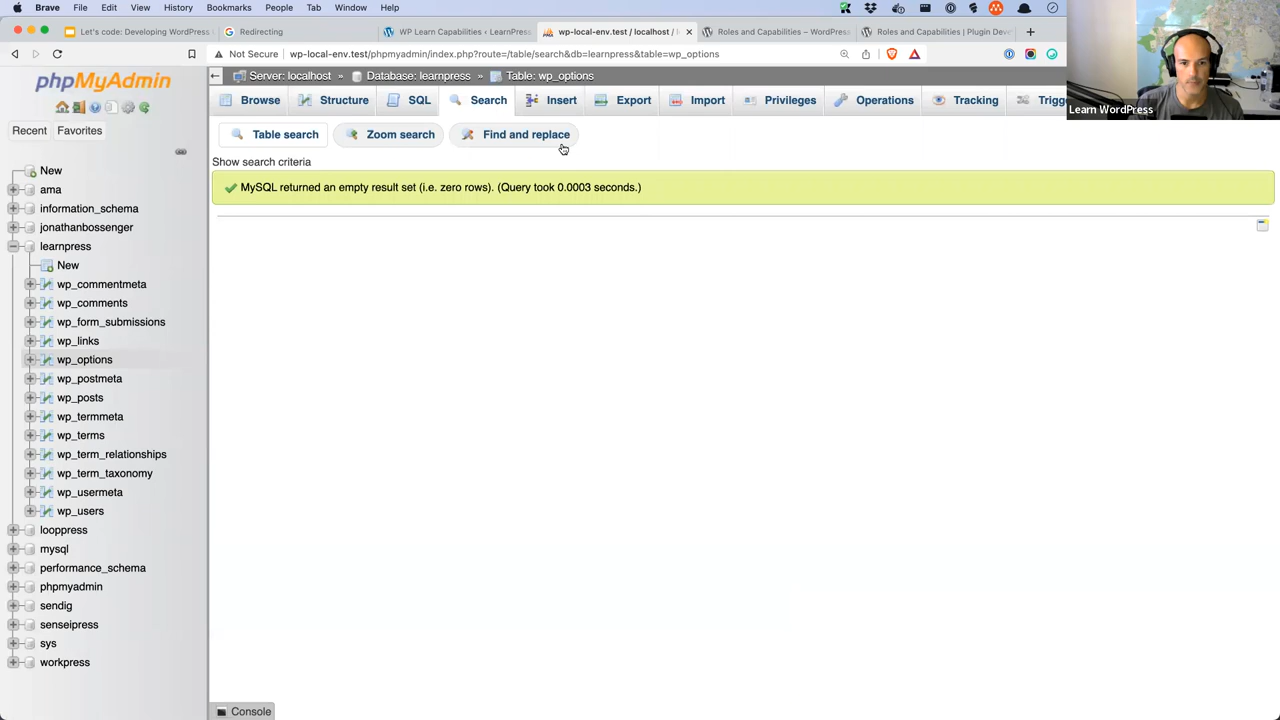 Brave File Edit View History Bookmarks People Tab Window Help
Let's code: Developing WordPress
Redirecting
WP Learn Capabilities – LearnPress
wp-local-env.test / localhost / l
Roles and Capabilities – WordPress
Roles and Capabilities | Plugin Dev
Not Secure
wp-local-env.test/phpmyadmin/index.php?route=/table/search&db=learnpress&table=wp_options
Learn WordPress
phpMyAdmin
Recent Favorites
New
ama
information_schema
jonathanbossenger
learnpress
New
wp_commentmeta
wp_comments
wp_form_submissions
wp_links
wp_options
wp_postmeta
wp_posts
wp_termmeta
wp_terms
wp_term_relationships
wp_term_taxonomy
wp_usermeta
wp_users
looppress
mysql
performance_schema
phpmyadmin
sendig
senseipress
sys
workpress
Server: localhost » Database: learnpress » Table: wp_options
Browse Structure SQL Search Insert Export Import Privileges Operations Tracking Trigg
Table search Zoom search Find and replace
Show search criteria
MySQL returned an empty result set (i.e. zero rows). (Query took 0.0003 seconds.)
Console